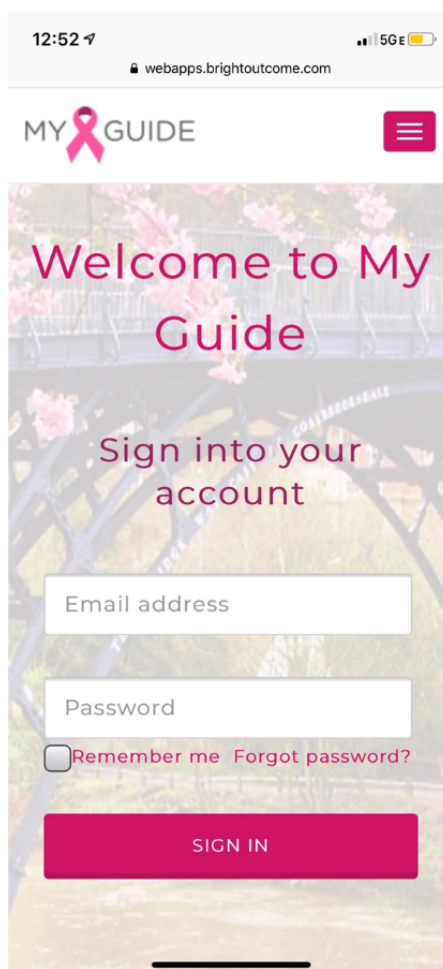 12:52
5G E
webapps.brightoutcome.com
MY GUIDE
Welcome to My
Guide
Sign into your
account
Email address
Password
Remember me Forgot password?
SIGN IN